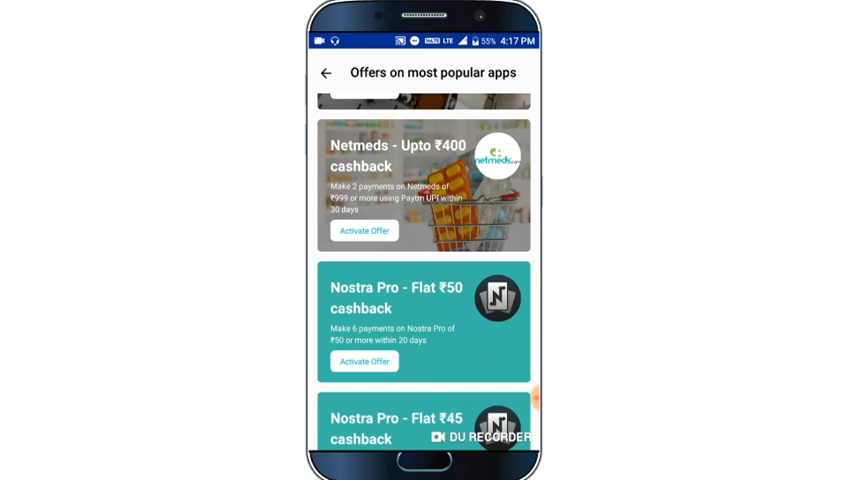 VoLTE LTE 55% 4:17 PM
Offers on most popular apps
Netmeds - Upto ₹400
cashback
netmeds.com
Make 2 payments on Netmeds of
₹999 or more using Paytm UPI within
30 days
Activate Offer
Nostra Pro - Flat ₹50
cashback
N
Make 6 payments on Nostra Pro of
₹50 or more within 20 days
Activate Offer
Nostra Pro - Flat ₹45
cashback
N
DU RECORDER